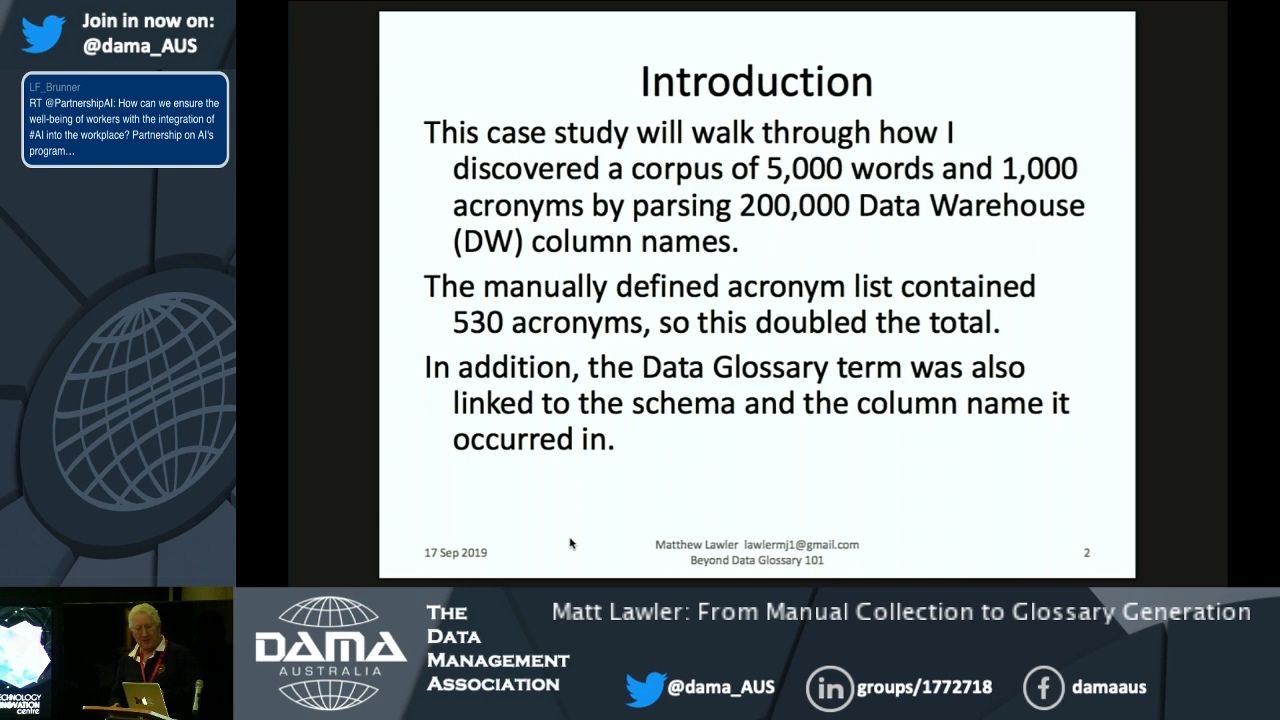 Join in now on:
@dama_AUS
LF_Brunner
RT @PartnershipAI: How can we ensure the
well-being of workers with the integration of
#AI into the workplace? Partnership on AI's
program…
Introduction
This case study will walk through how I
discovered a corpus of 5,000 words and 1,000
acronyms by parsing 200,000 Data Warehouse
(DW) column names.
The manually defined acronym list contained
530 acronyms, so this doubled the total.
In addition, the Data Glossary term was also
linked to the schema and the column name it
occurred in.
17 Sep 2019
Matthew Lawler lawlermj1@gmail.com
Beyond Data Glossary 101
2
centre
DAMA
AUSTRALIA
THE
DATA
MANAGEMENT
ASSOCIATION
Matt Lawler: From Manual Collection to Glossary Generation
@dama_AUS
in groups/1772718
f damaaus